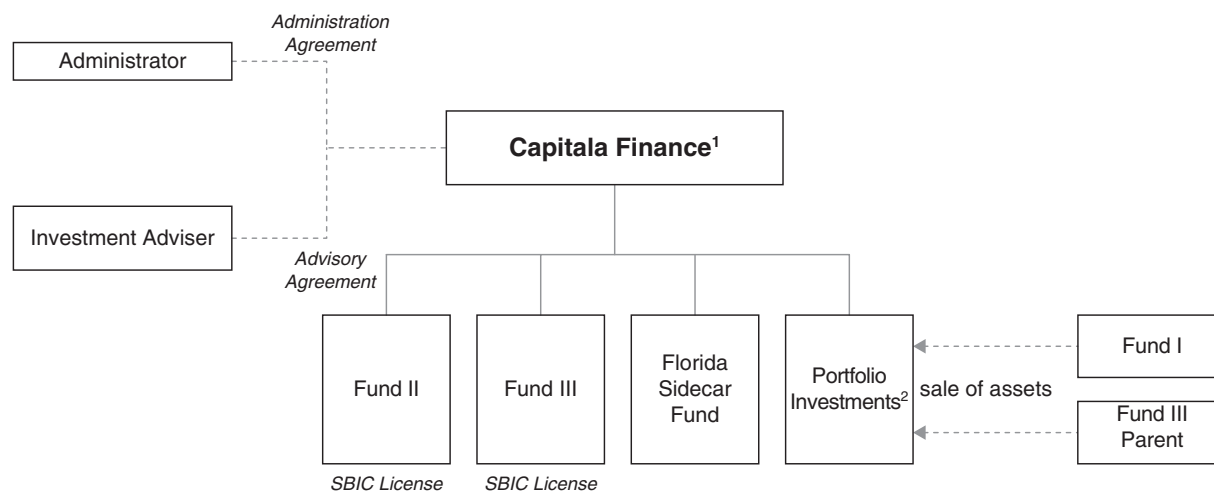 Administration
Agreement
Administrator
Capitala Finance¹
Investment Adviser
Advisory
Agreement
Fund II
Fund III
Florida
Sidecar
Fund
Portfolio
Investments²
sale of assets
Fund I
Fund III
Parent
SBIC License
SBIC License